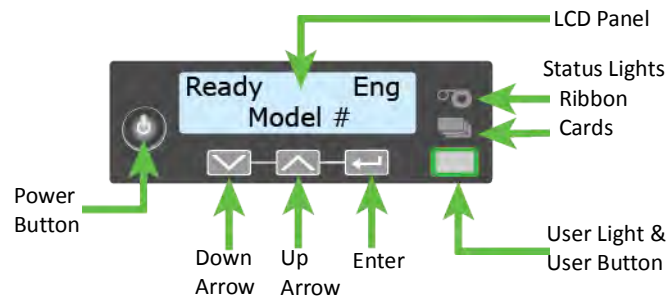 LCD Panel
Ready Eng
Model #
Status Lights
Ribbon
Cards
Power
Button
Down
Arrow
Up
Arrow
Enter
User Light &
User Button